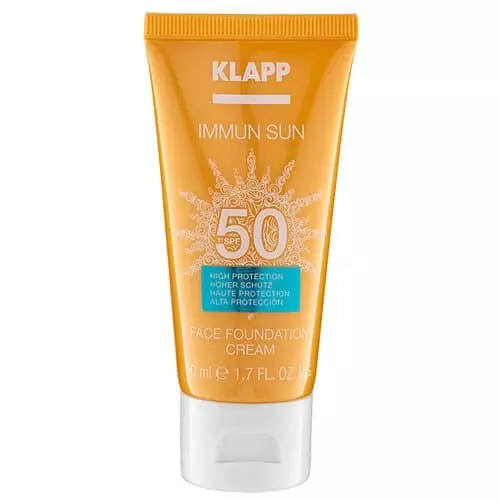 KLAPP
IMMUN SUN
SPF 50
HIGH PROTECTION
HOHER SCHUTZ
HAUTE PROTECTION
ALTA PROTECCIÓN
FACE FOUNDATION
CREAM
ml ℮ 1.7 FL. OZ.